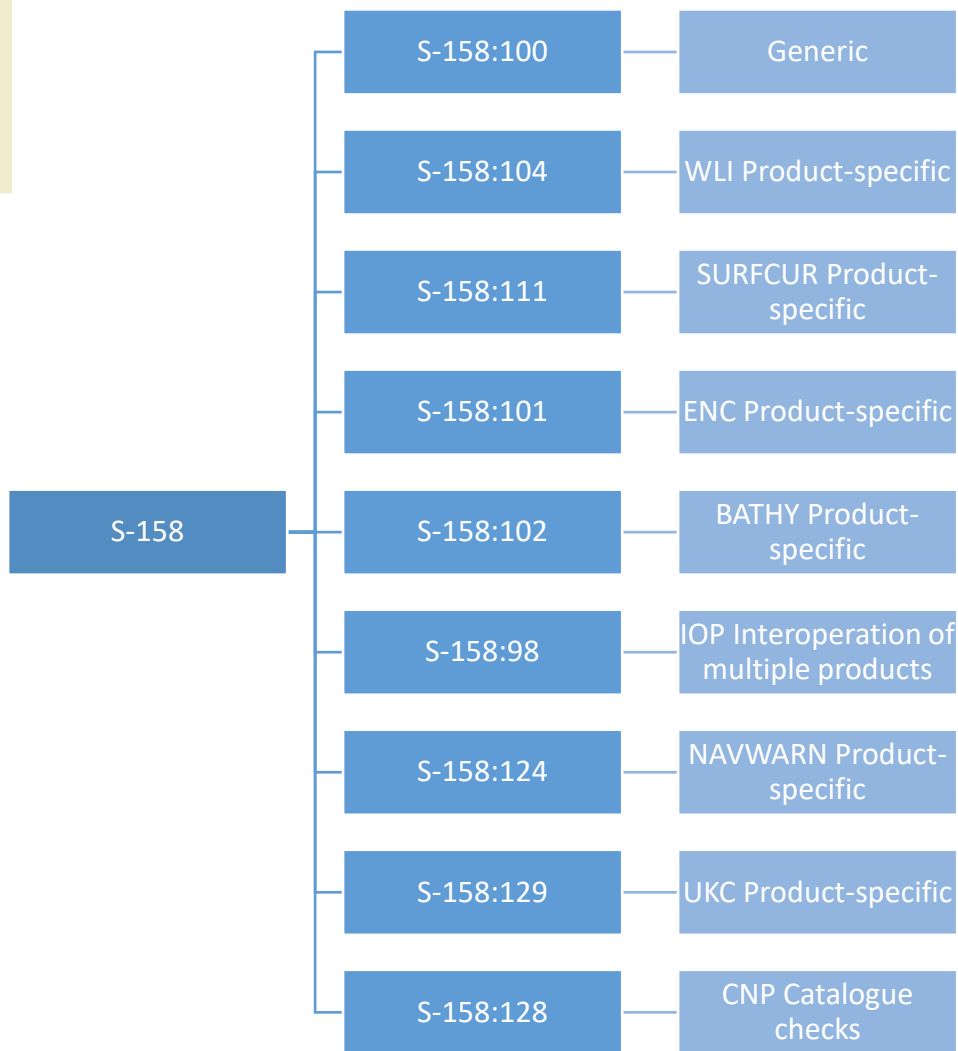 S-158:100
Generic
S-158:104
WLI Product-specific
S-158:111
SURFCUR Product-
specific
S-158:101
ENC Product-specific
S-158
S-158:102
BATHY Product-
specific
S-158:98
IOP Interoperation of
multiple products
S-158:124
NAVWARN Product-
specific
S-158:129
UKC Product-specific
S-158:128
CNP Catalogue
checks